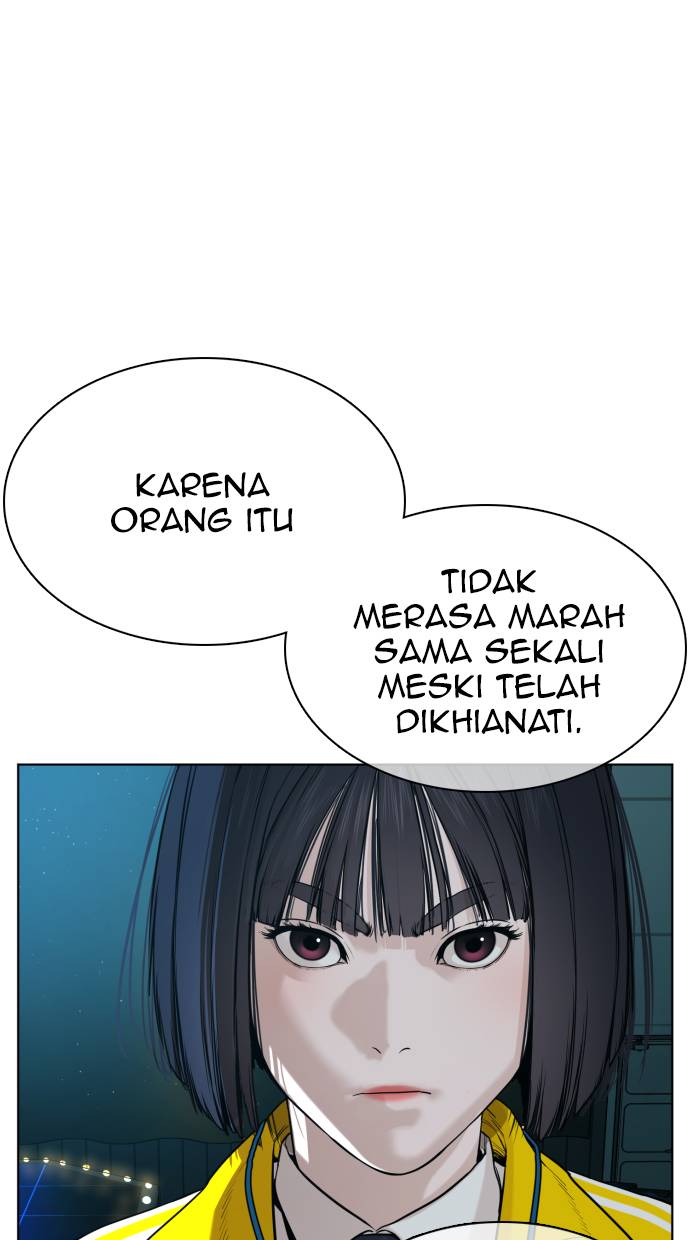 KARENA
ORANG ITU
TIDAK
MERASA MARAH
SAMA SEKALI
MESKI TELAH
DIKHIANATI.